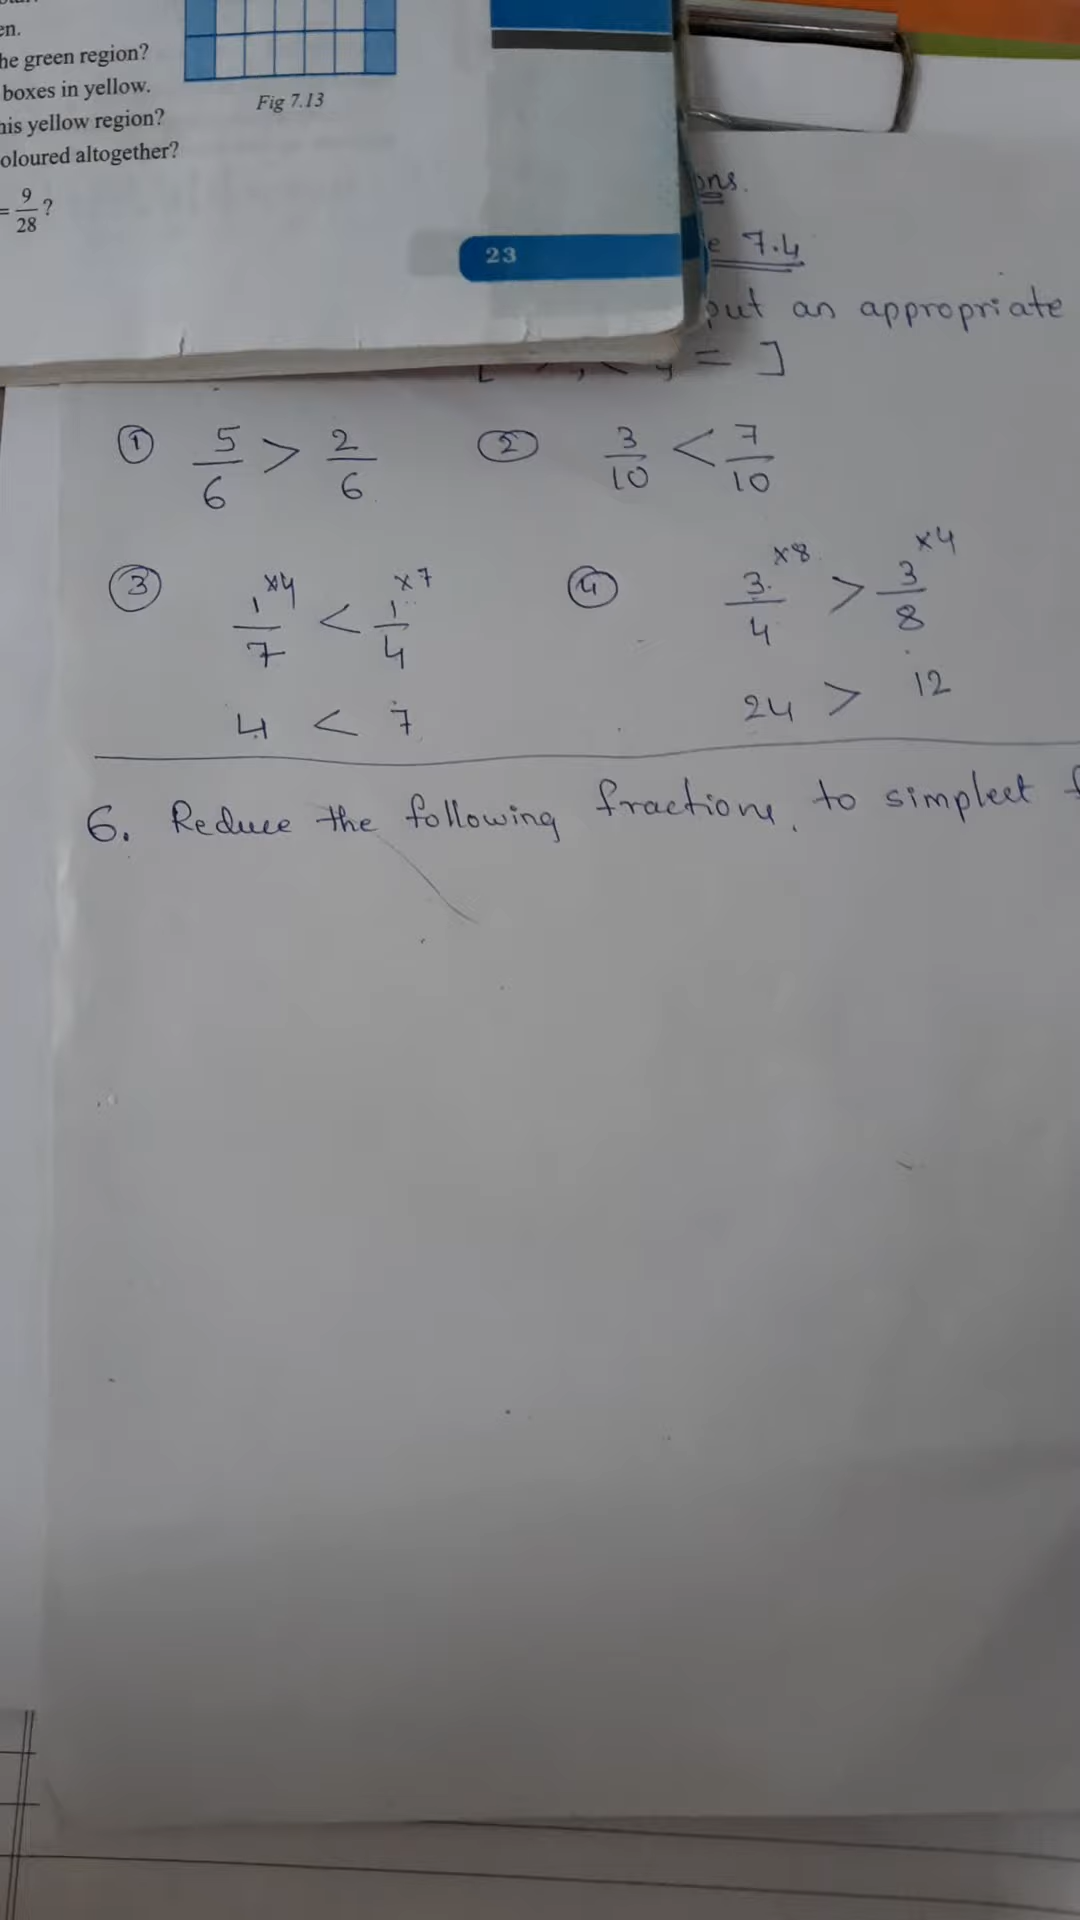 en.
he green region?
boxes in yellow.
his yellow region?
oloured altogether?
= 9/28 ?
Fig 7.13
23
ons.
e 7.4
put an appropriate
= ]
① 5/6 > 2/6 ② 3/10 < 7/10
③ 1/7 ×4 < 1/4 ×7 ④ 3/4 ×8 > 3/8 ×4
4 < 7 24 > 12
6. Reduce the following fractions, to simplest f